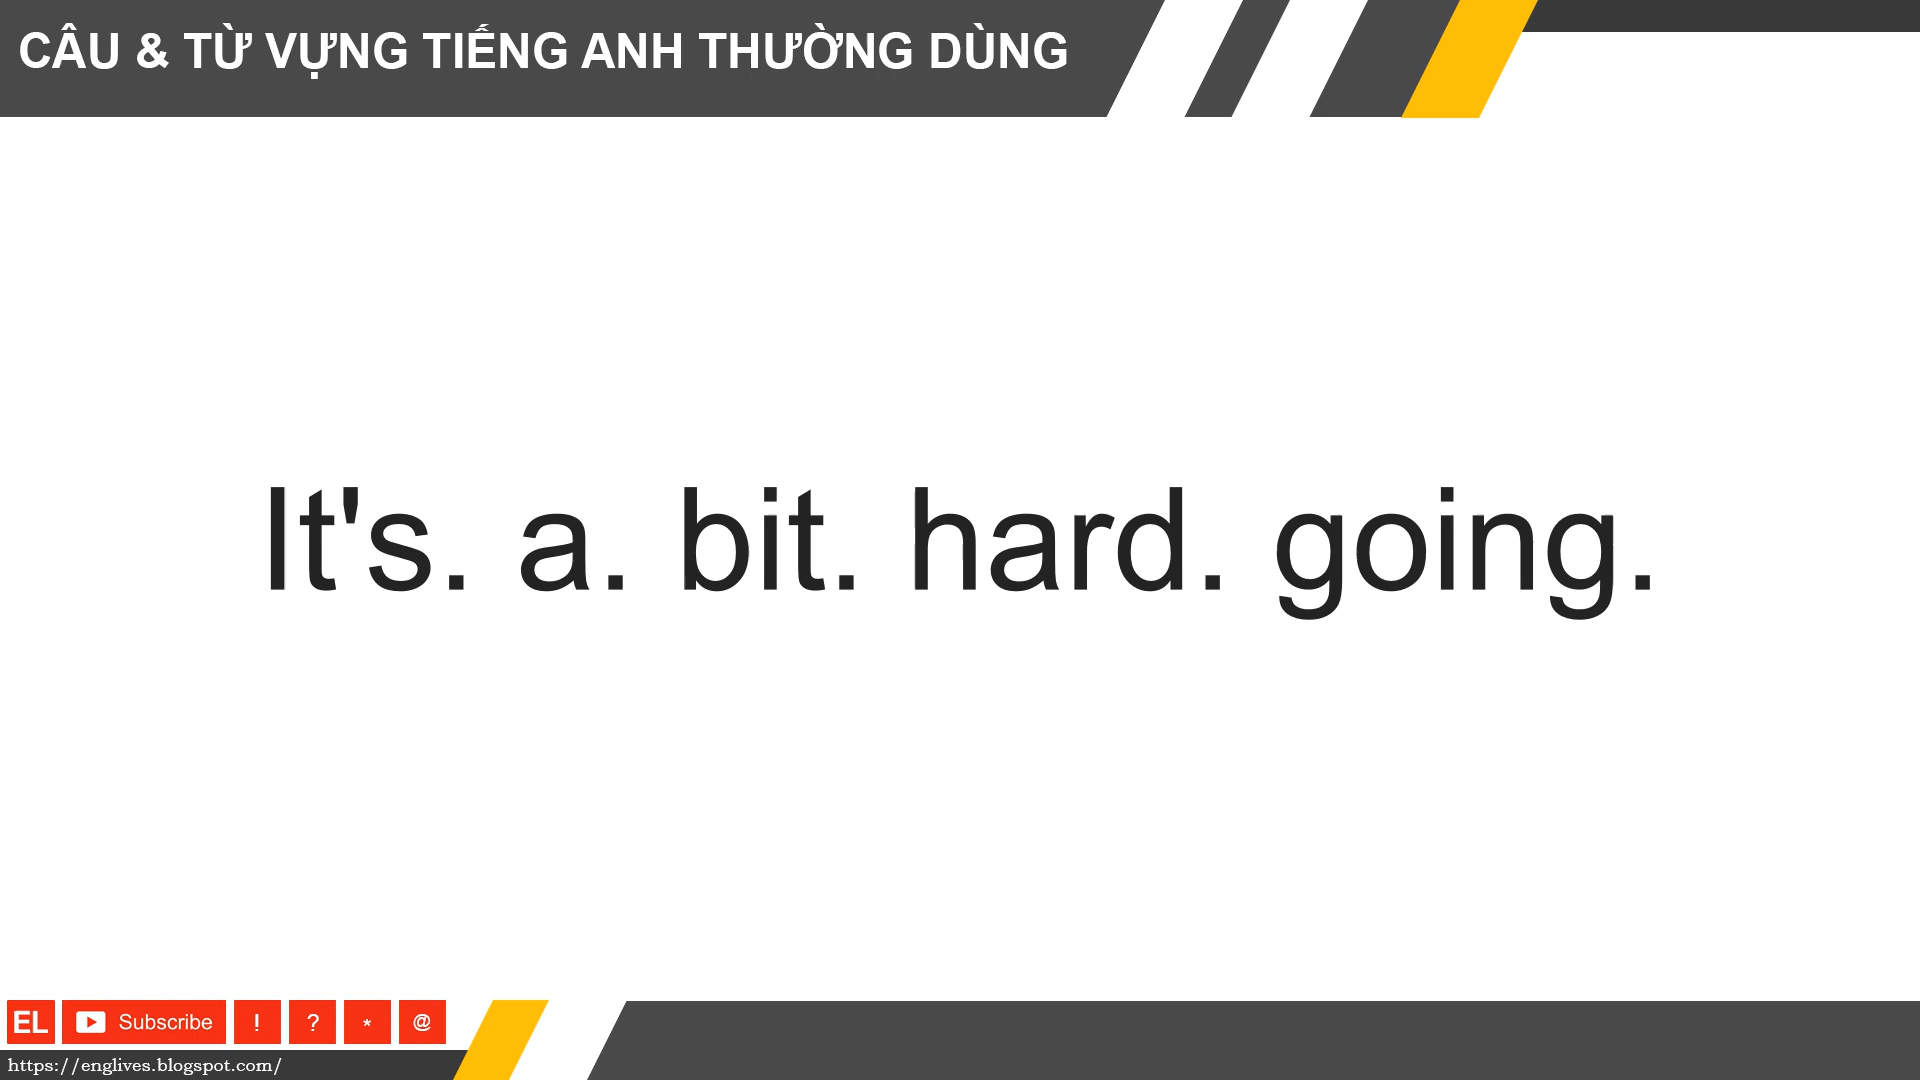 CÂU & TỪ VỰNG TIẾNG ANH THƯỜNG DÙNG
It's. a. bit. hard. going.
EL Subscribe ! ? * @
https://englives.blogspot.com/